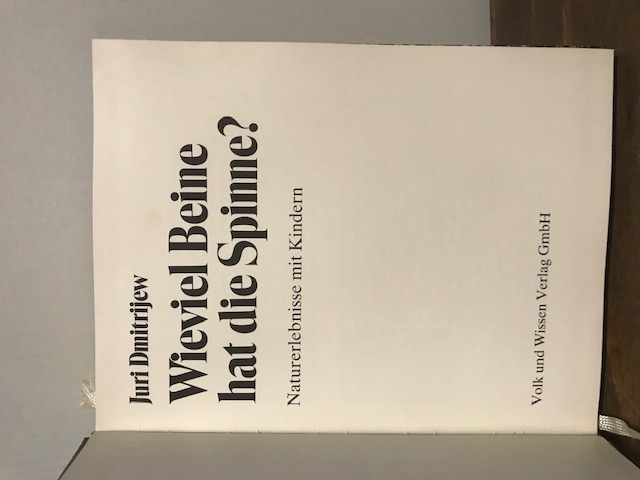 Juri Dmitrijew
Wieviel Beine
hat die Spinne?
Naturerlebnisse mit Kindern
Volk und Wissen Verlag GmbH